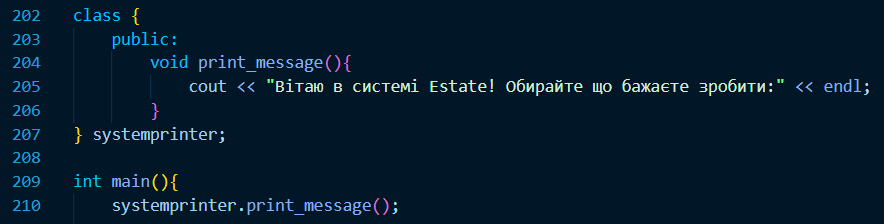 202 class {
203 public:
204 void print_message(){
205 cout << "Вітаю в системі Estate! Обирайте що бажаєте зробити:" << endl;
206 }
207 } systemprinter;
208
209 int main(){
210 systemprinter.print_message();